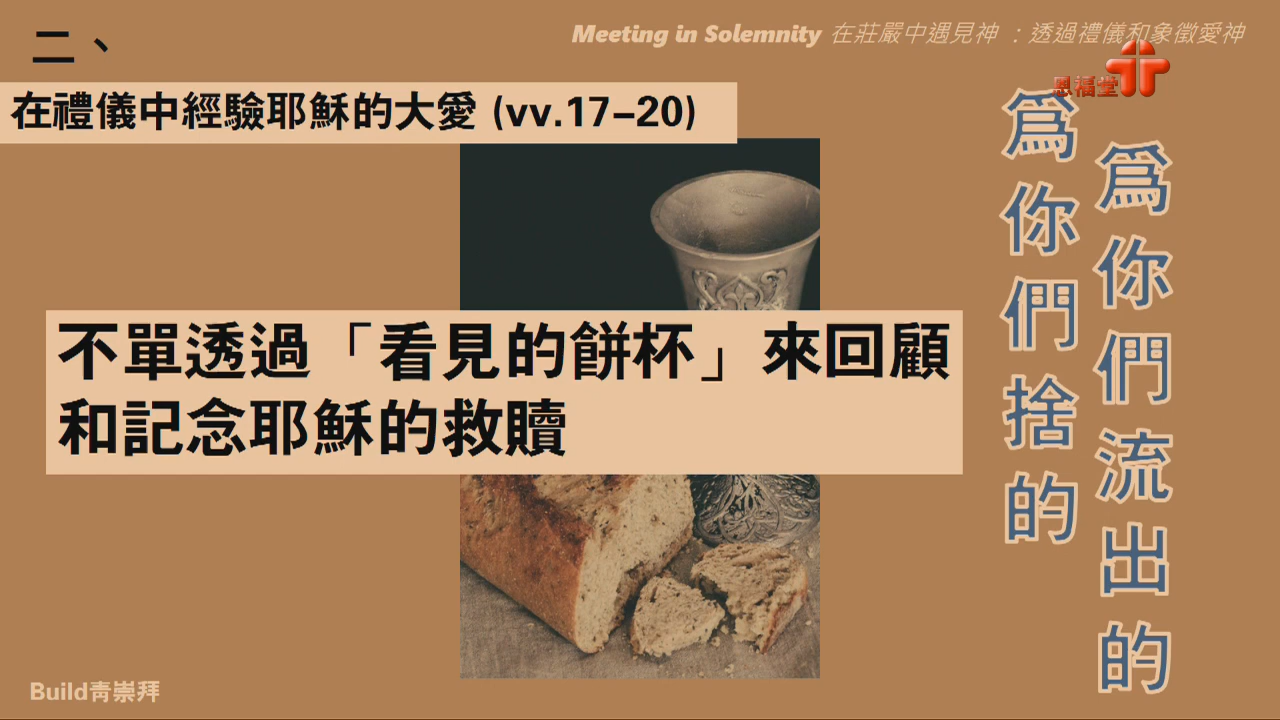 二、
Meeting in Solemnity 在莊嚴中遇見神 ：透過禮儀和象徵愛神
恩福堂
在禮儀中經驗耶穌的大愛 (vv.17-20)
不單透過「看見的餅杯」來回顧
和記念耶穌的救贖
為你們捨的
為你們流出的
Build青崇拜